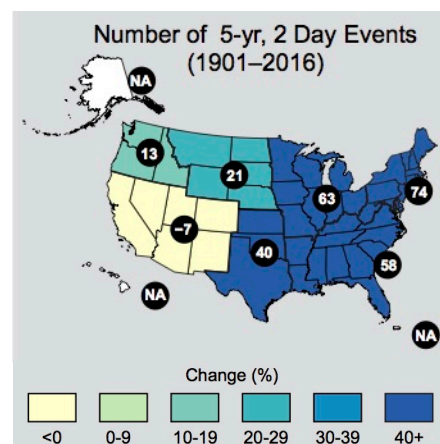 Number of 5-yr, 2 Day Events
(1901–2016)
NA
13
21
63
74
−7
40
58
NA
NA
Change (%)
<0 0-9 10-19 20-29 30-39 40+